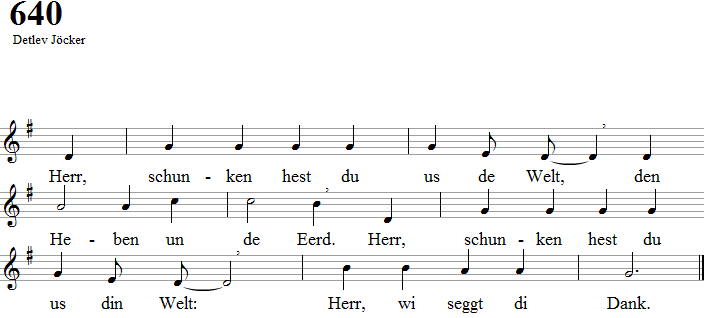 640
Detlev Jöcker
Herr, schun - ken hest du us de Welt, den
He - ben un de Eerd. Herr, schun - ken hest du
us din Welt: Herr, wi seggt di Dank.